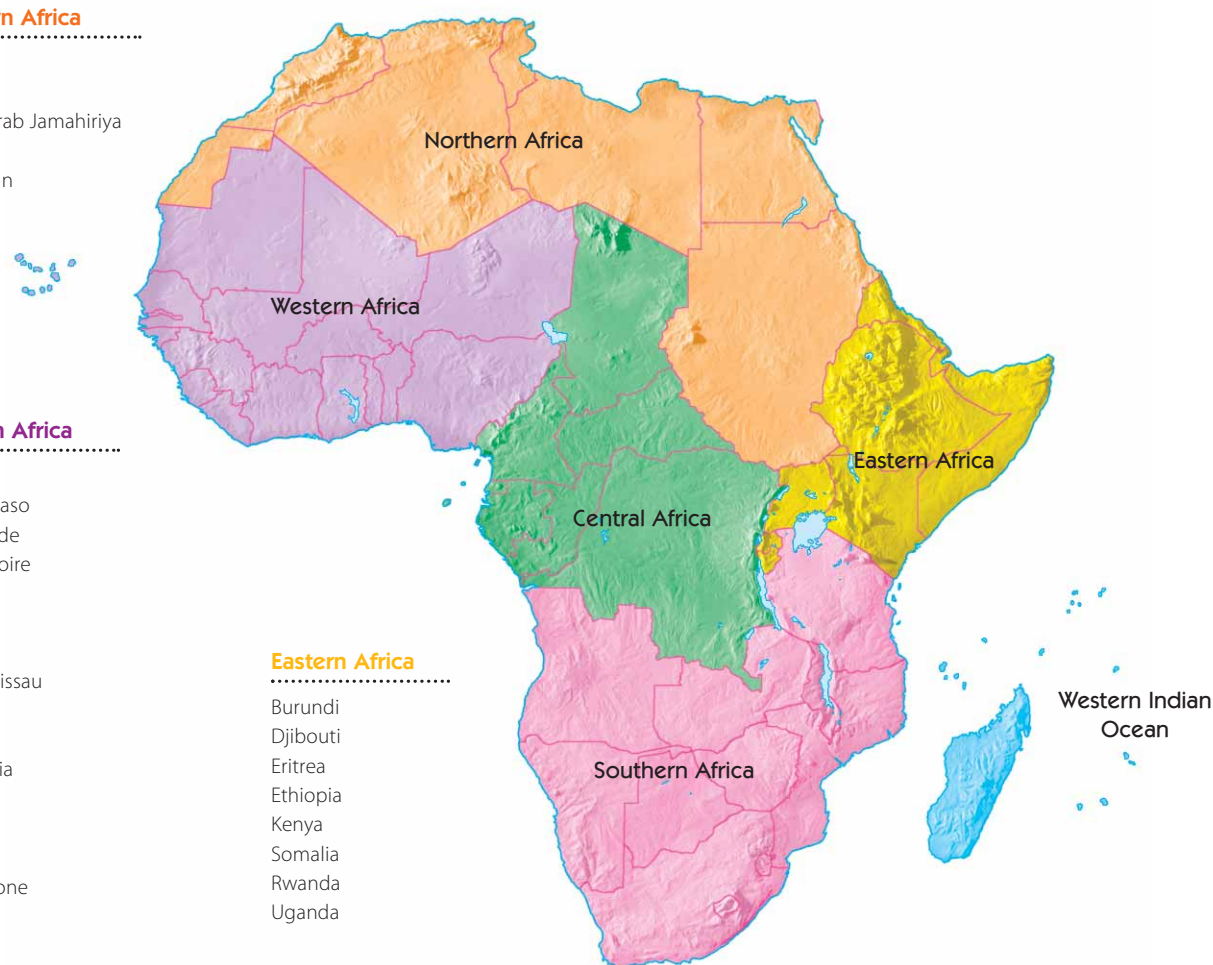 rn Africa
rab Jamahiriya
n
n Africa
aso
de
oire
issau
ia
one
Eastern Africa
Burundi
Djibouti
Eritrea
Ethiopia
Kenya
Somalia
Rwanda
Uganda
Northern Africa
Western Africa
Eastern Africa
Central Africa
Western Indian
Ocean
Southern Africa